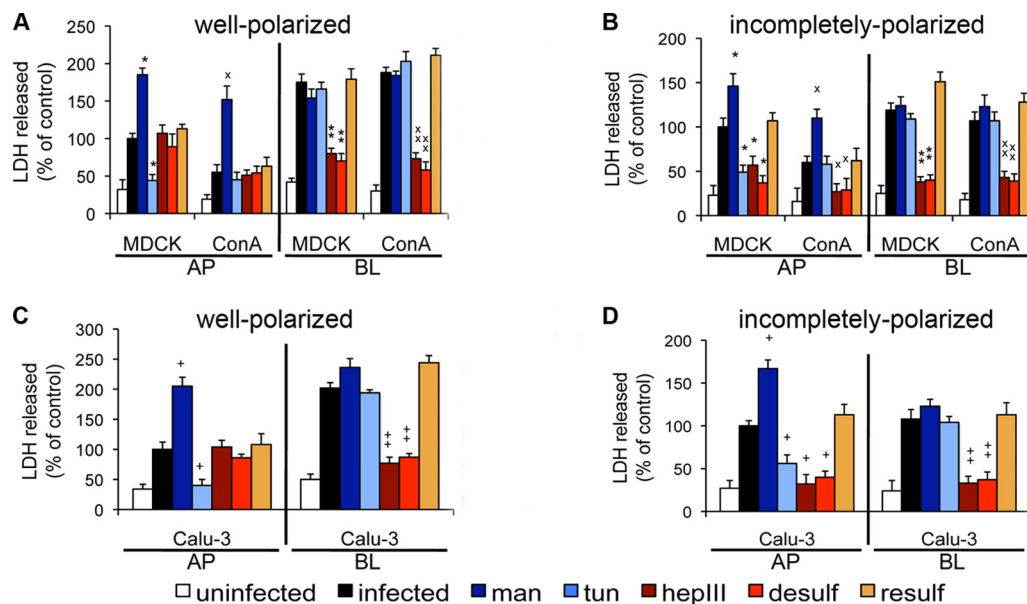 A well-polarized
LDH released
(% of control)
250
200
150
100
50
0
* * x ** ** xx xx
MDCK ConA MDCK ConA
AP BL
B incompletely-polarized
LDH released
(% of control)
200
150
100
50
0
* * * * x x x ** ** xx xx
MDCK ConA MDCK ConA
AP BL
C well-polarized
LDH released
(% of control)
300
250
200
150
100
50
0
+ + ++ ++
Calu-3 Calu-3
AP BL
D incompletely-polarized
LDH released
(% of control)
200
150
100
50
0
+ + + + ++ ++
Calu-3 Calu-3
AP BL
uninfected infected man tun hepIII desulf resulf